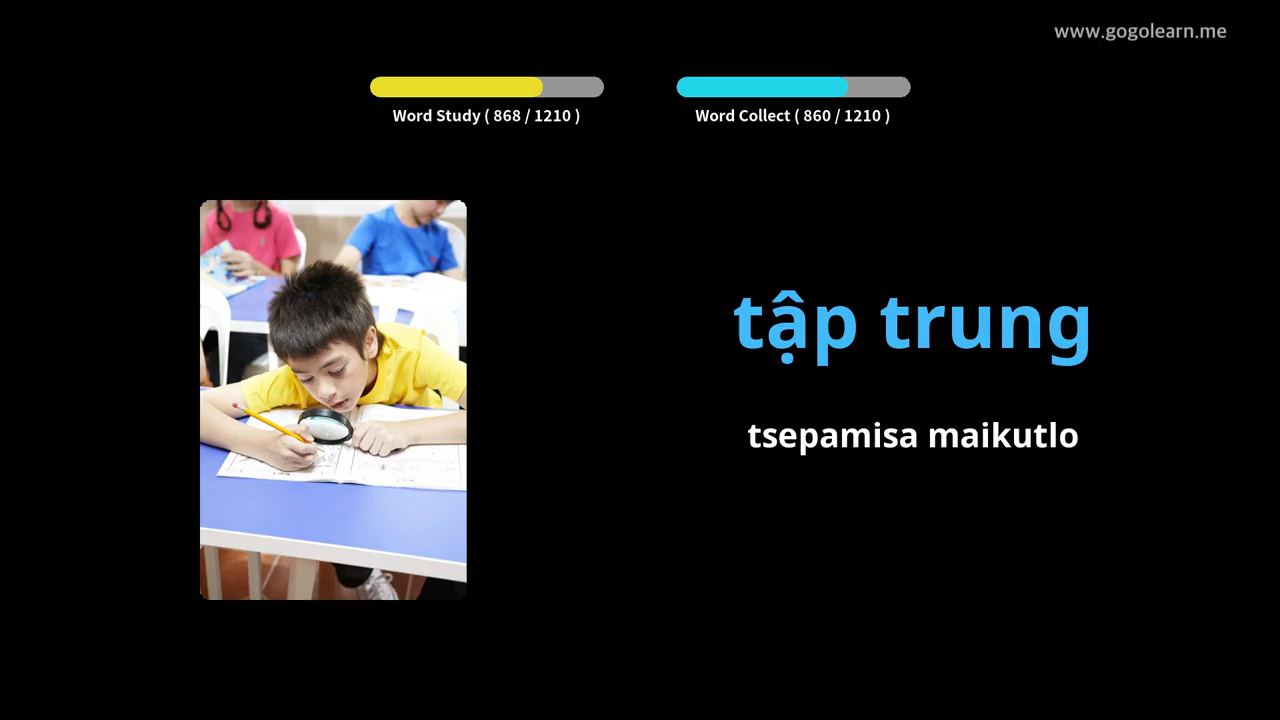 www.gogolearn.me
Word Study ( 868 / 1210 )
Word Collect ( 860 / 1210 )
tập trung
tsepamisa maikutlo